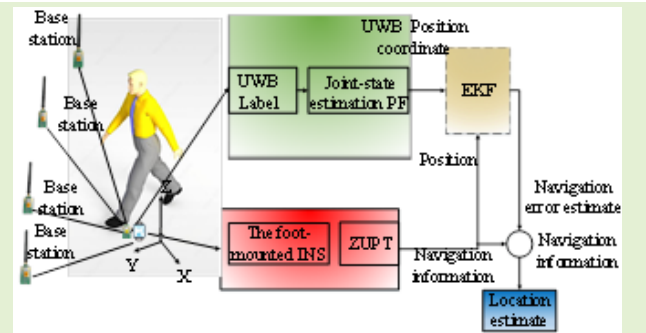 Base
station
Base
station
Base
station
Base
station
Z
Y
X
UWB Position
coordinate
UWB
Label
Joint-state
estimation PF
EKF
Position
The foot-
mounted INS
ZUPT
Navigation
information
Navigation
error estimate
Navigation
information
Location
estimate